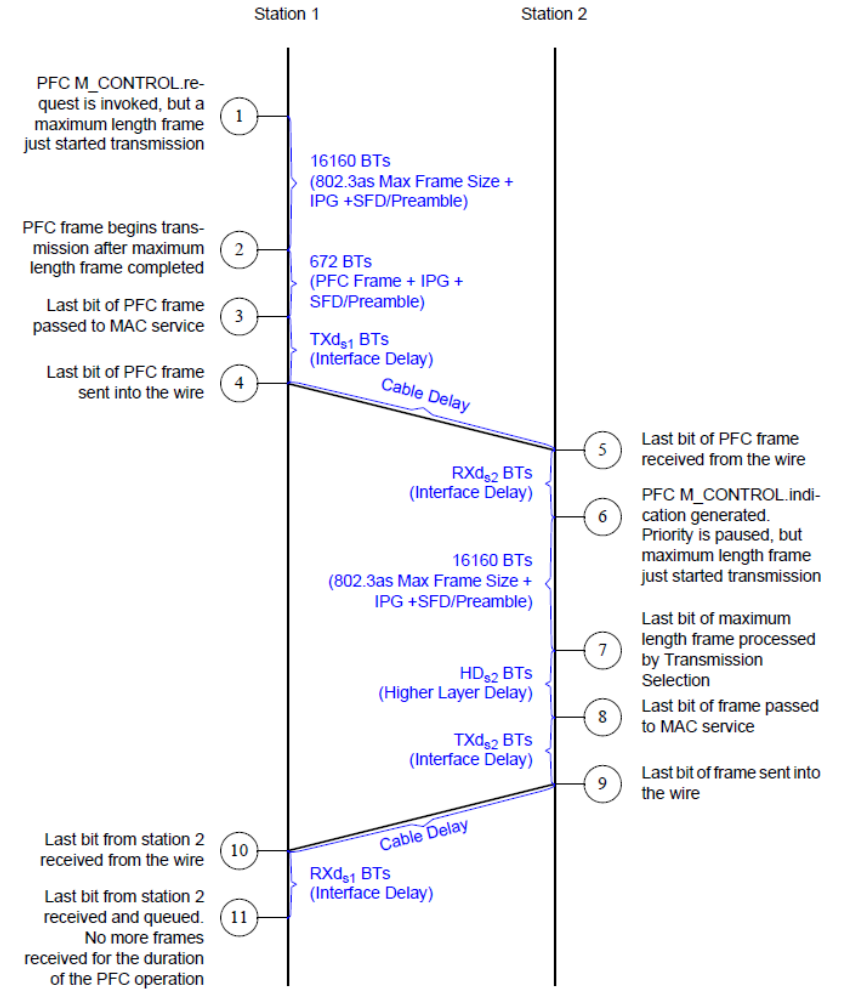 Station 1
Station 2
PFC M_CONTROL.re-
quest is invoked, but a
maximum length frame
just started transmission
1
16160 BTs
(802.3as Max Frame Size +
IPG +SFD/Preamble)
PFC frame begins trans-
mission after maximum
length frame completed
2
672 BTs
(PFC Frame + IPG +
SFD/Preamble)
Last bit of PFC frame
passed to MAC service
3
TXds1 BTs
(Interface Delay)
Last bit of PFC frame
sent into the wire
4
Cable Delay
5
Last bit of PFC frame
received from the wire
RXds2 BTs
(Interface Delay)
6
PFC M_CONTROL.indi-
cation generated.
Priority is paused, but
maximum length frame
just started transmission
16160 BTs
(802.3as Max Frame Size +
IPG +SFD/Preamble)
7
Last bit of maximum
length frame processed
by Transmission
Selection
HDs2 BTs
(Higher Layer Delay)
8
Last bit of frame passed
to MAC service
TXds2 BTs
(Interface Delay)
9
Last bit of frame sent into
the wire
Cable Delay
Last bit from station 2
received from the wire
10
RXds1 BTs
(Interface Delay)
Last bit from station 2
received and queued.
No more frames
received for the duration
of the PFC operation
11